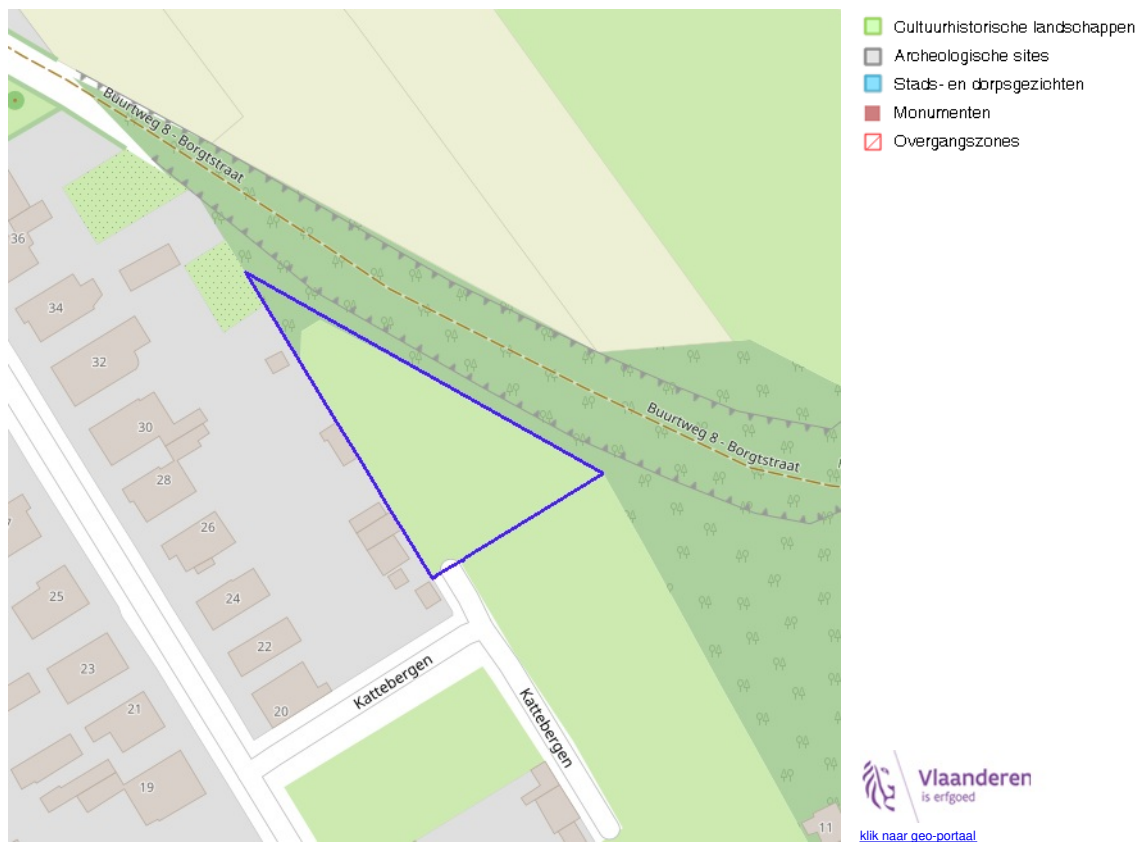 Buurtweg 8 - Borgtstraat
36
34
32
30
28
26
24
22
20
25
23
21
19
Buurtweg 8 - Borgtstraat
Kattebergen
Kattebergen
11
Cultuurhistorische landschappen
Archeologische sites
Stads- en dorpsgezichten
Monumenten
Overgangszones
Vlaanderen
is erfgoed
klik naar geo-portaal